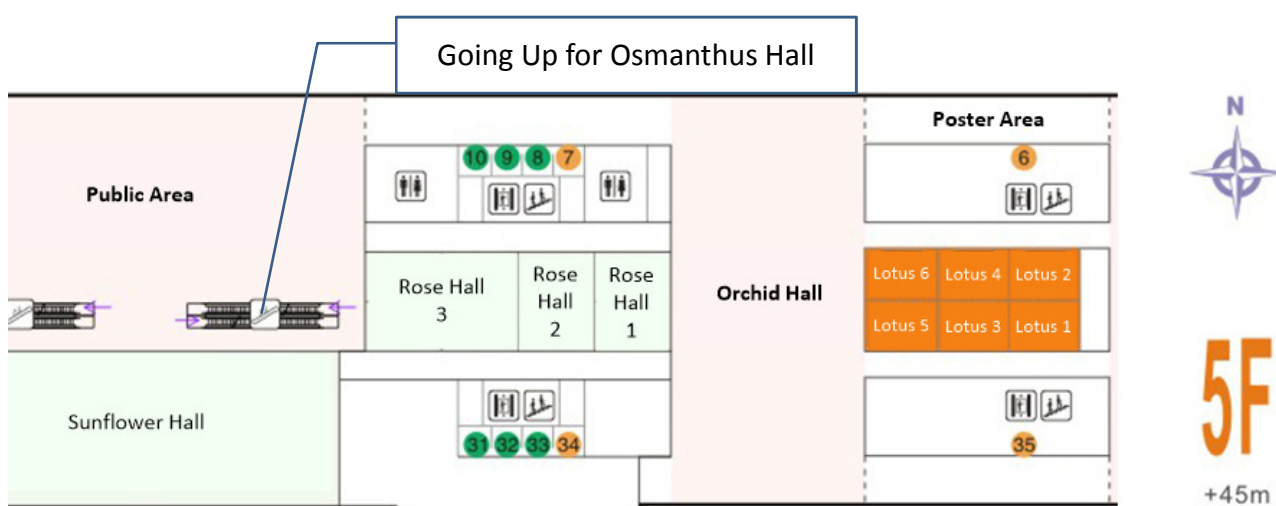 Going Up for Osmanthus Hall
N
Poster Area
10 9 8 7
6
Public Area
Rose Hall
3
Rose
Hall
2
Rose
Hall
1
Orchid Hall
Lotus 6 Lotus 4 Lotus 2
Lotus 5 Lotus 3 Lotus 1
5F
+45m
Sunflower Hall
31 32 33 34
35